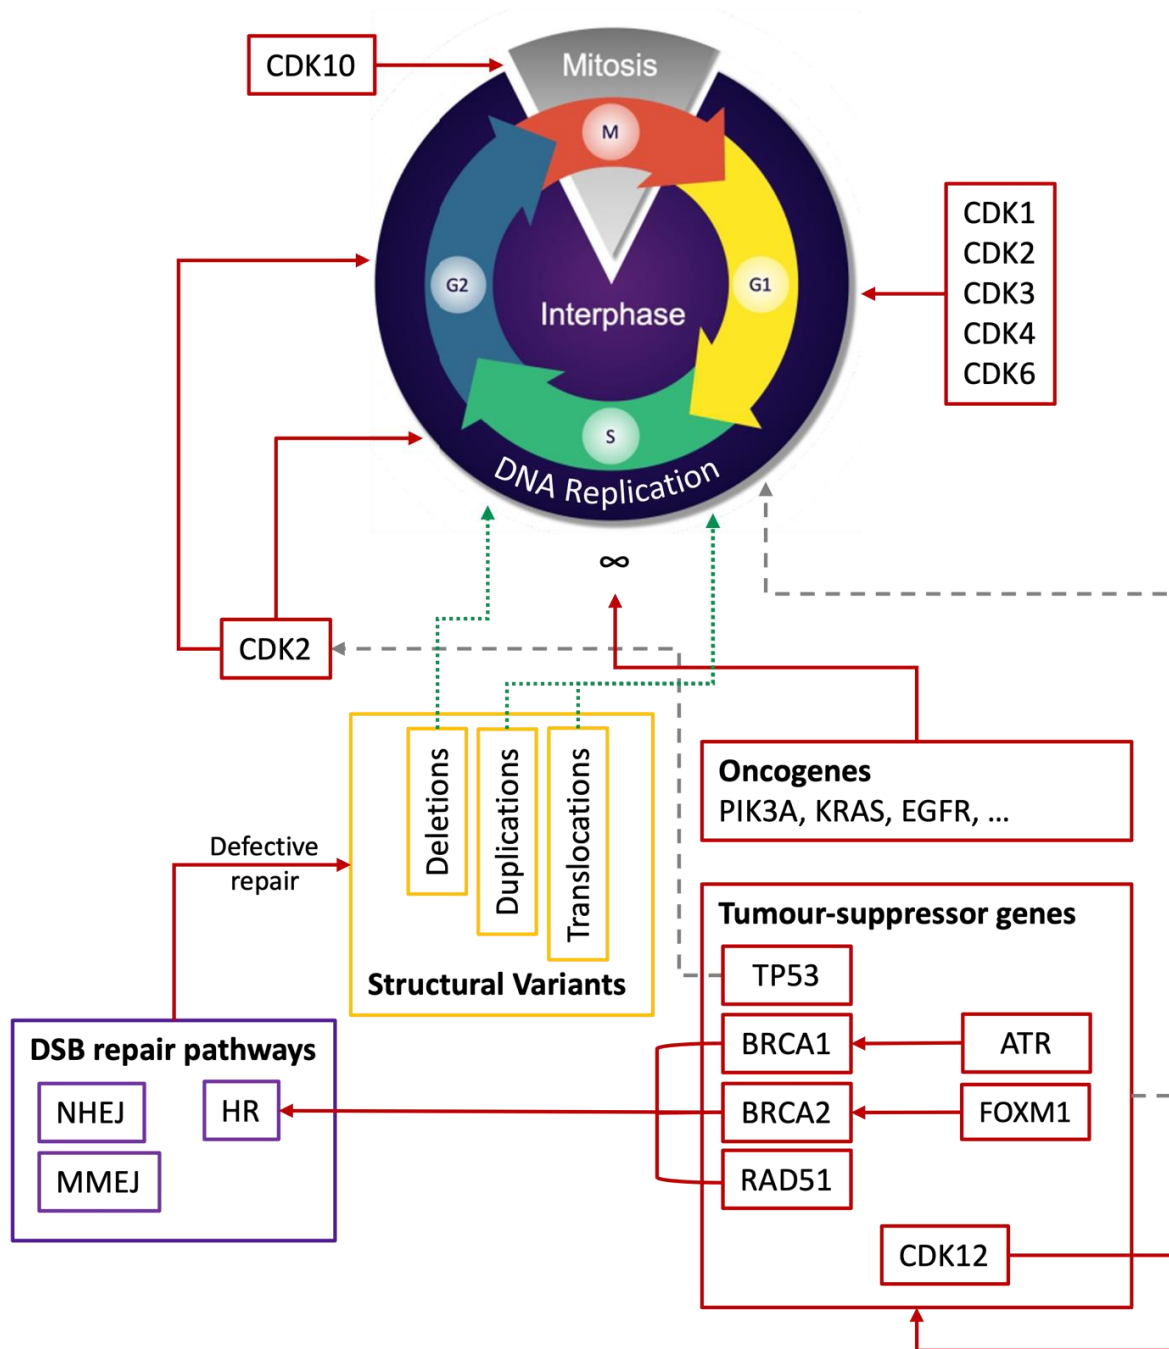 CDK10
Mitosis
M
CDK1
CDK2
CDK3
CDK4
CDK6
G2
G1
Interphase
S
DNA Replication
∞
CDK2
Deletions
Duplications
Translocations
Structural Variants
Oncogenes
PIK3A, KRAS, EGFR, ...
Defective
repair
Tumour-suppressor genes
TP53
BRCA1
ATR
BRCA2
FOXM1
RAD51
CDK12
DSB repair pathways
NHEJ
HR
MMEJ